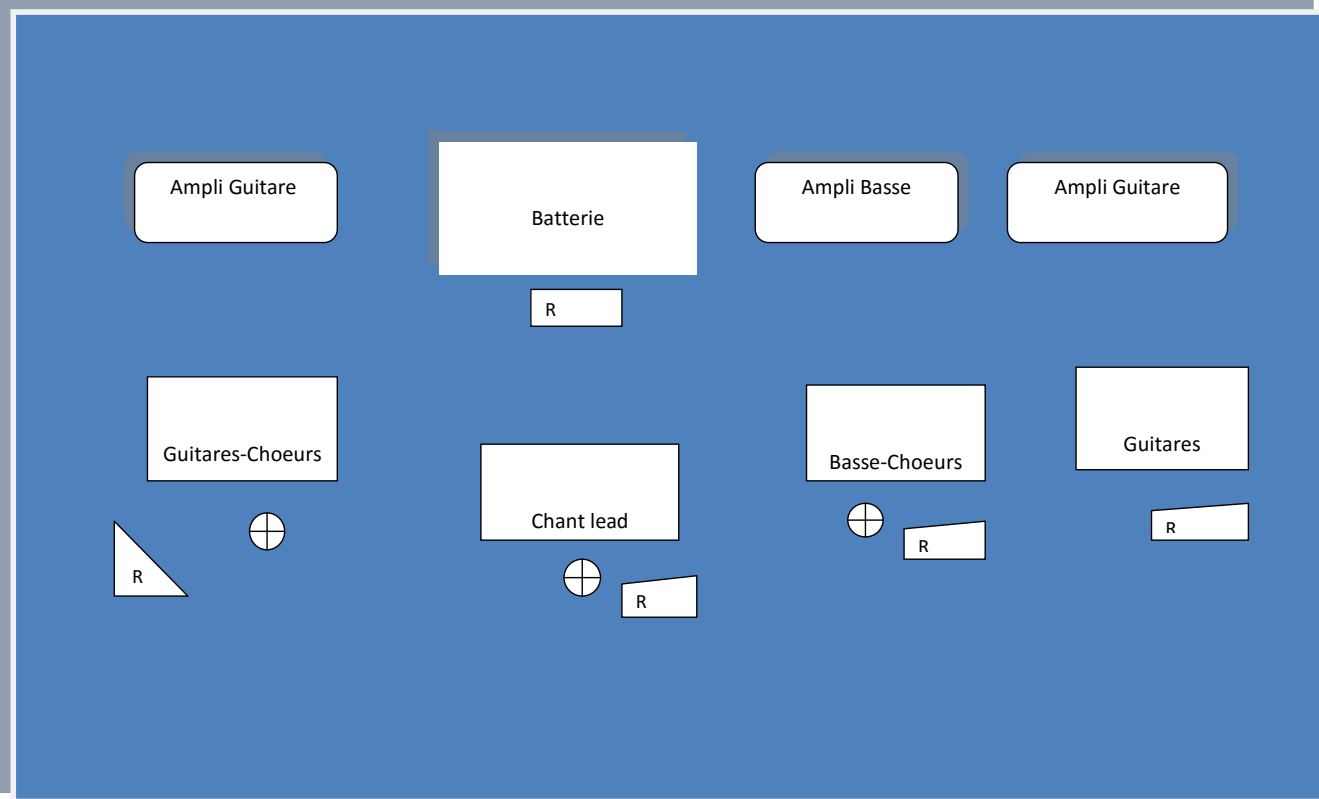 Ampli Guitare
Batterie
Ampli Basse
Ampli Guitare
R
Guitares-Choeurs
Chant lead
Basse-Choeurs
Guitares
R
R
R
R